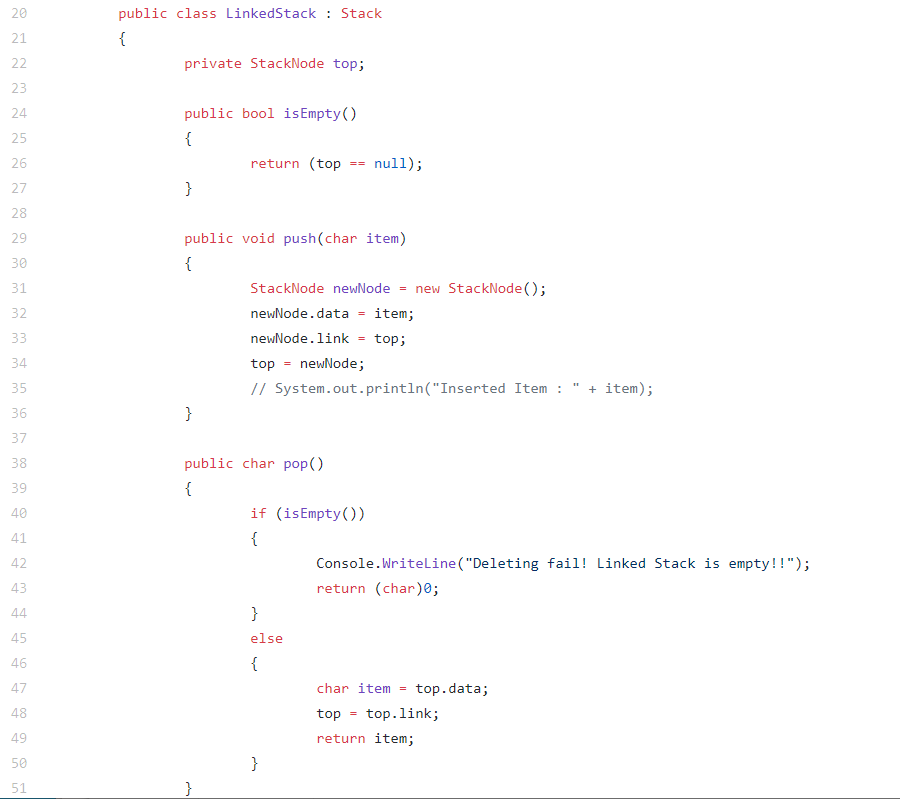 20 public class LinkedStack : Stack
21 {
22 private StackNode top;
23
24 public bool isEmpty()
25 {
26 return (top == null);
27 }
28
29 public void push(char item)
30 {
31 StackNode newNode = new StackNode();
32 newNode.data = item;
33 newNode.link = top;
34 top = newNode;
35 // System.out.println("Inserted Item : " + item);
36 }
37
38 public char pop()
39 {
40 if (isEmpty())
41 {
42 Console.WriteLine("Deleting fail! Linked Stack is empty!!");
43 return (char)0;
44 }
45 else
46 {
47 char item = top.data;
48 top = top.link;
49 return item;
50 }
51 }